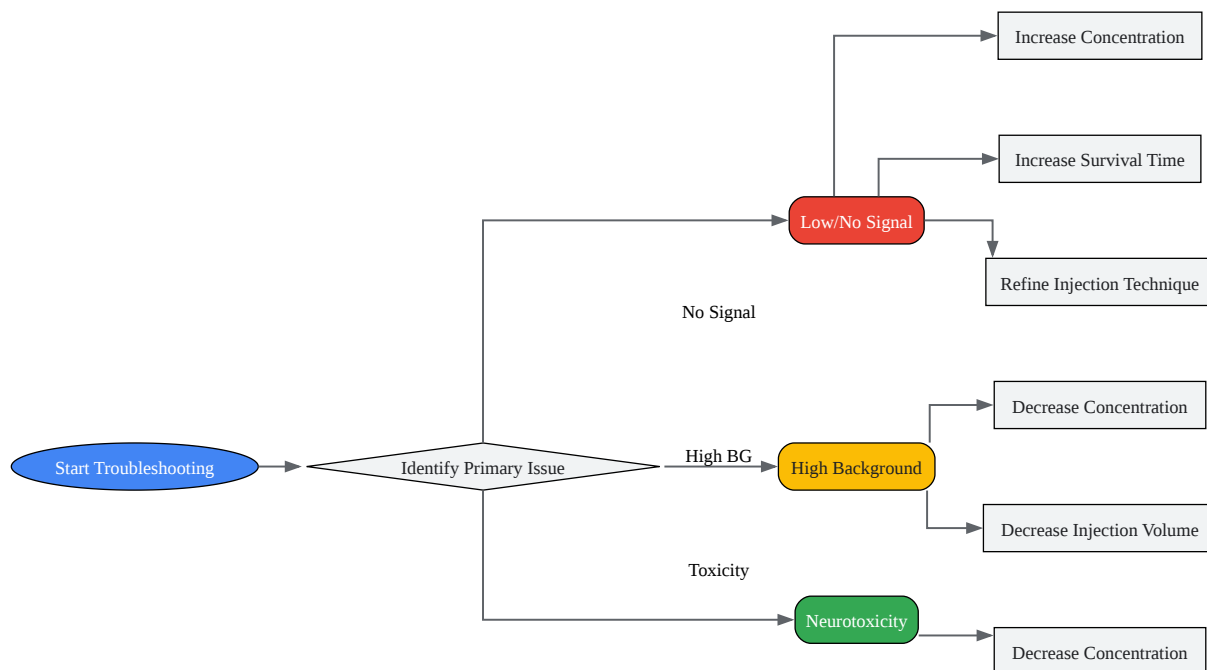 Increase Concentration
Increase Survival Time
Low/No Signal
Refine Injection Technique
No Signal
Decrease Concentration
Start Troubleshooting
Identify Primary Issue
High BG
High Background
Decrease Injection Volume
Toxicity
Neurotoxicity
Decrease Concentration